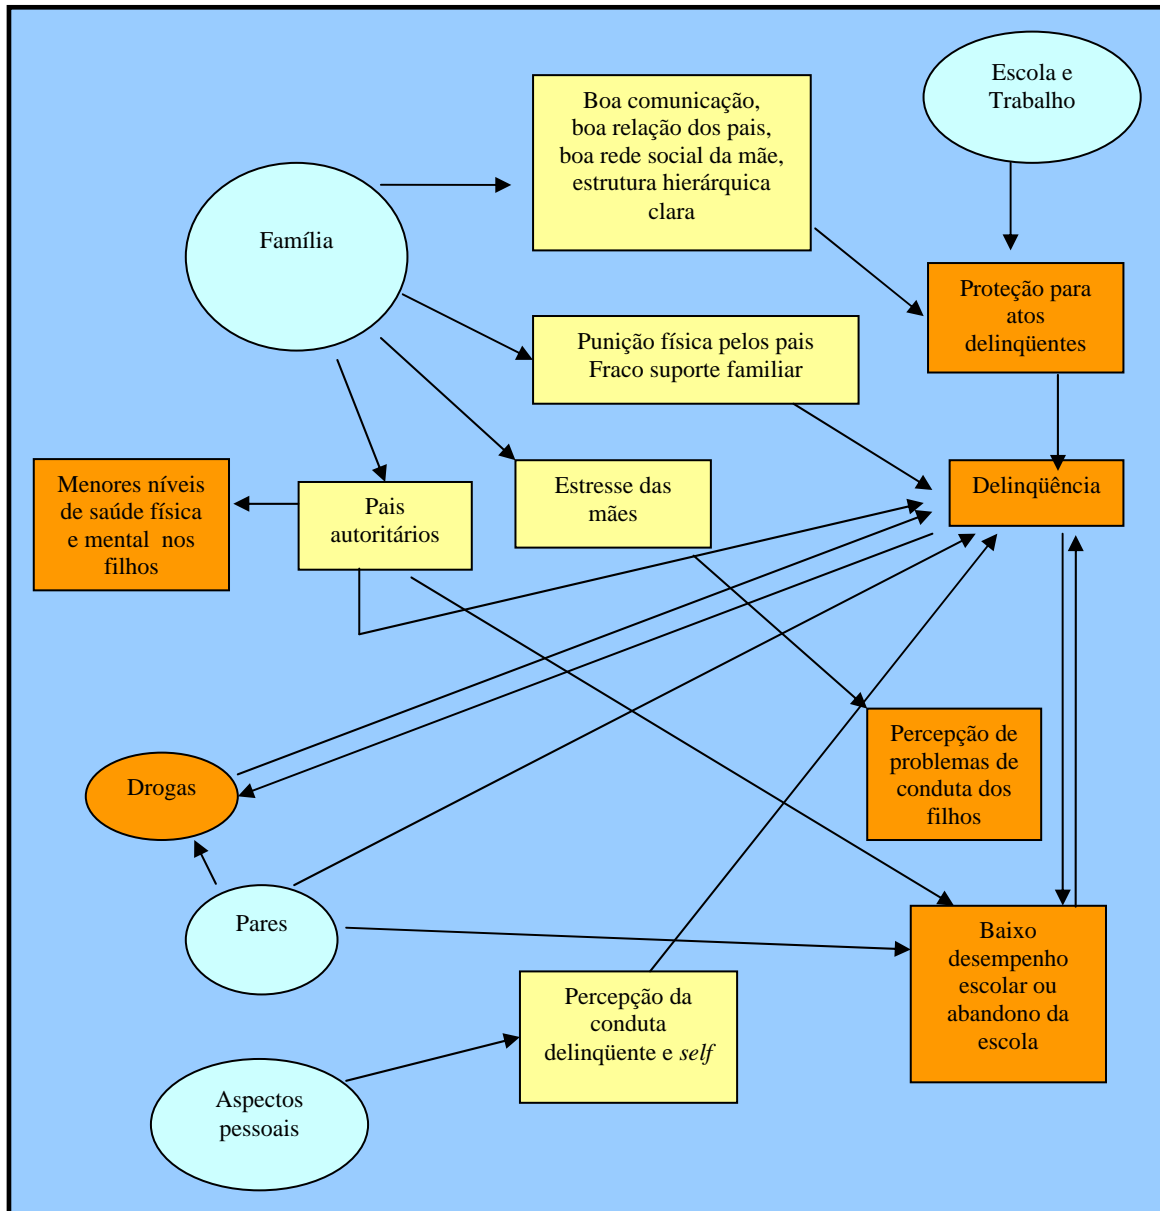 Escola e
Trabalho
Boa comunicação,
boa relação dos pais,
boa rede social da mãe,
estrutura hierárquica
clara
Família
Proteção para
atos
delinqüentes
Punição física pelos pais
Fraco suporte familiar
Menores níveis
de saúde física
e mental nos
filhos
Pais
autoritários
Estresse das
mães
Delinqüência
Percepção de
problemas de
conduta dos
filhos
Drogas
Pares
Baixo
desempenho
escolar ou
abandono da
escola
Percepção da
conduta
delinqüente e self
Aspectos
pessoais